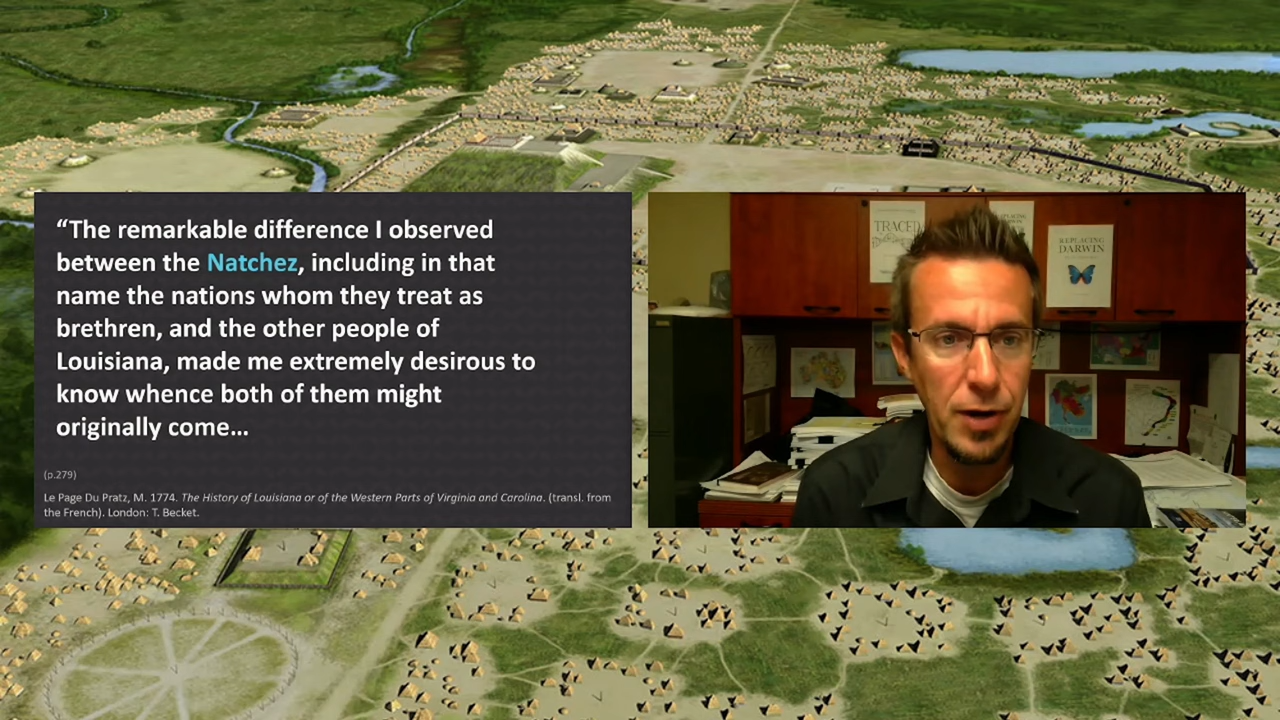 “The remarkable difference I observed
between the Natchez, including in that
name the nations whom they treat as
brethren, and the other people of
Louisiana, made me extremely desirous to
know whence both of them might
originally come…
(p.279)
Le Page Du Pratz, M. 1774. The History of Louisiana or of the Western Parts of Virginia and Carolina. (transl. from
the French). London: T. Becket.
TRACED
REPLACING
DARWIN